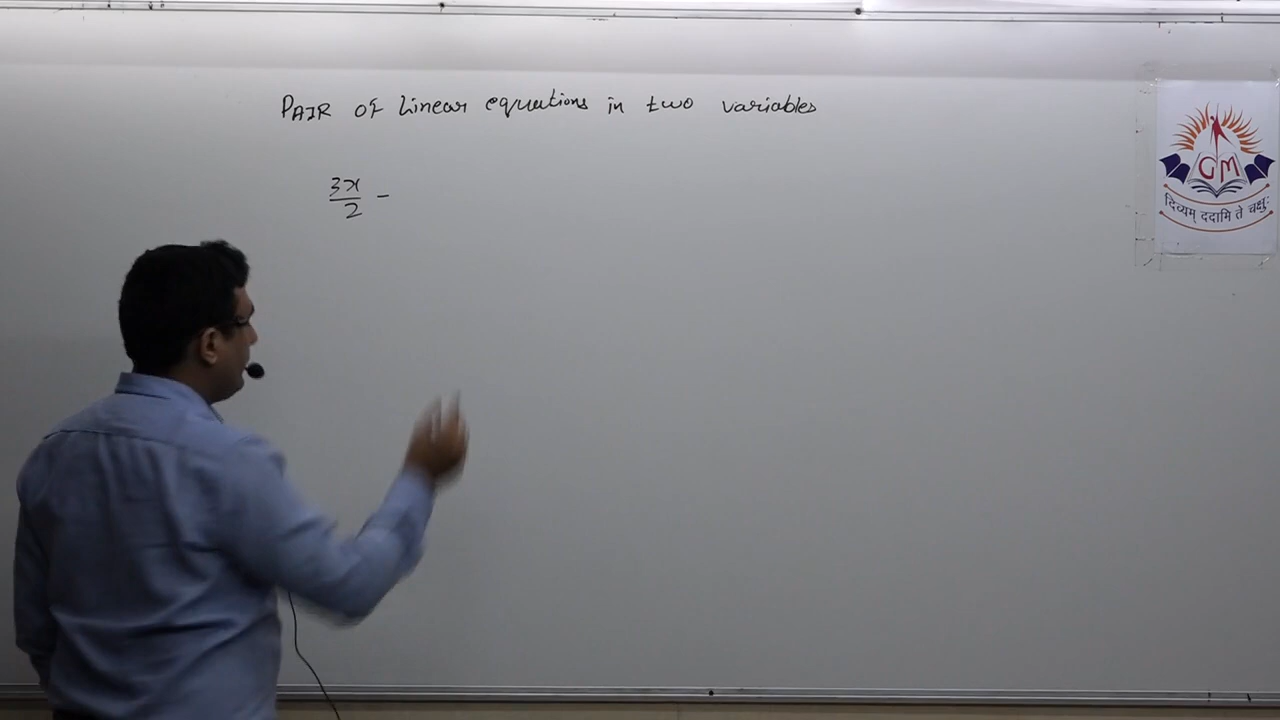 PAIR OF Linear equations in two variables
3x/2 -
GM
दिव्यम् ददामि ते चक्षुः